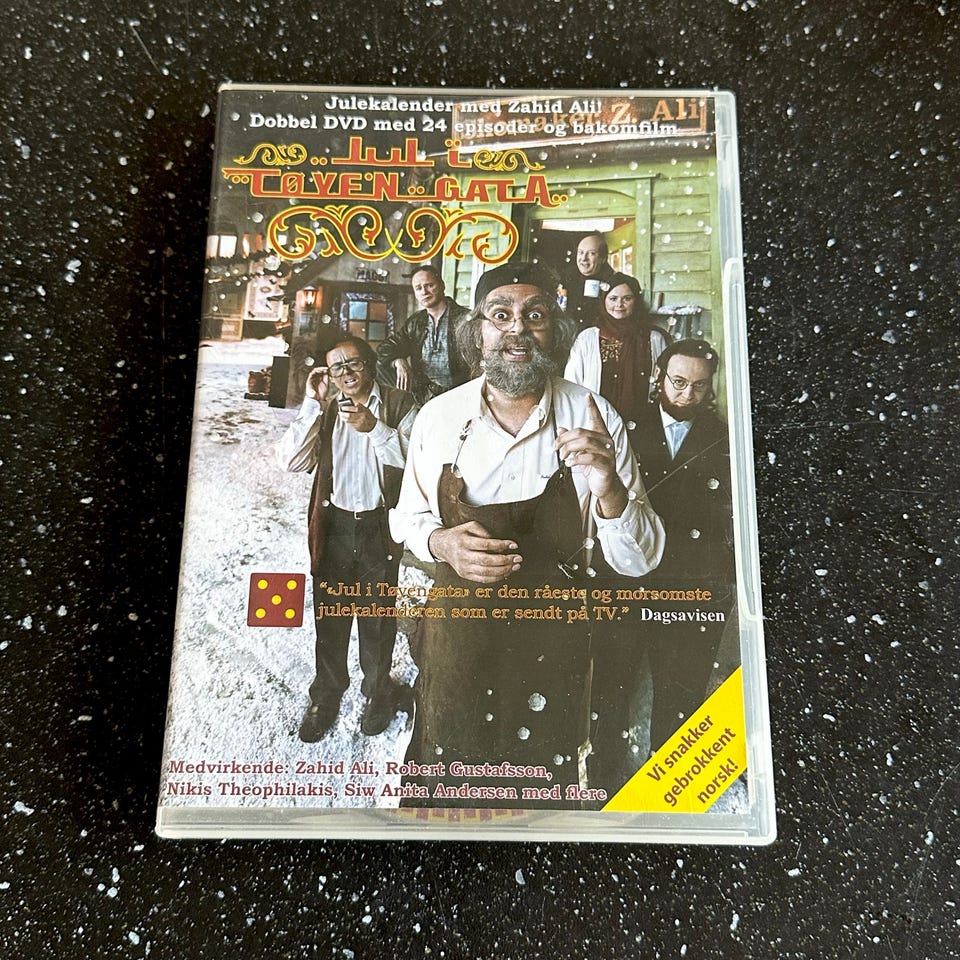 Julekalender med Zahid Ali!
Dobbel DVD med 24 episoder og bakomfilm
Z. Ali
JUL i
TØYEN GATA
"«Jul i Tøyengata» er den råeste og morsomste
julekalenderen som er sendt på TV." Dagsavisen
Vi snakker
gebrokkent
norsk!
Medvirkende: Zahid Ali, Robert Gustafsson,
Nikis Theophilakis, Siw Anita Andersen med flere